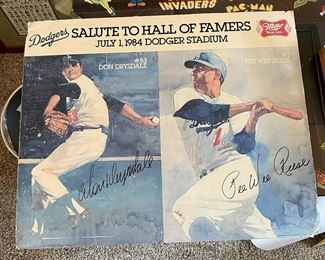 INVADERS PAC-MAN
Dodgers
SALUTE TO HALL OF FAMERS
JULY 1, 1984 DODGER STADIUM
Miller
#53
DON DRYSDALE
PEE WEE REESE
Dodgers
1
Don Drysdale
Pee Wee Reese